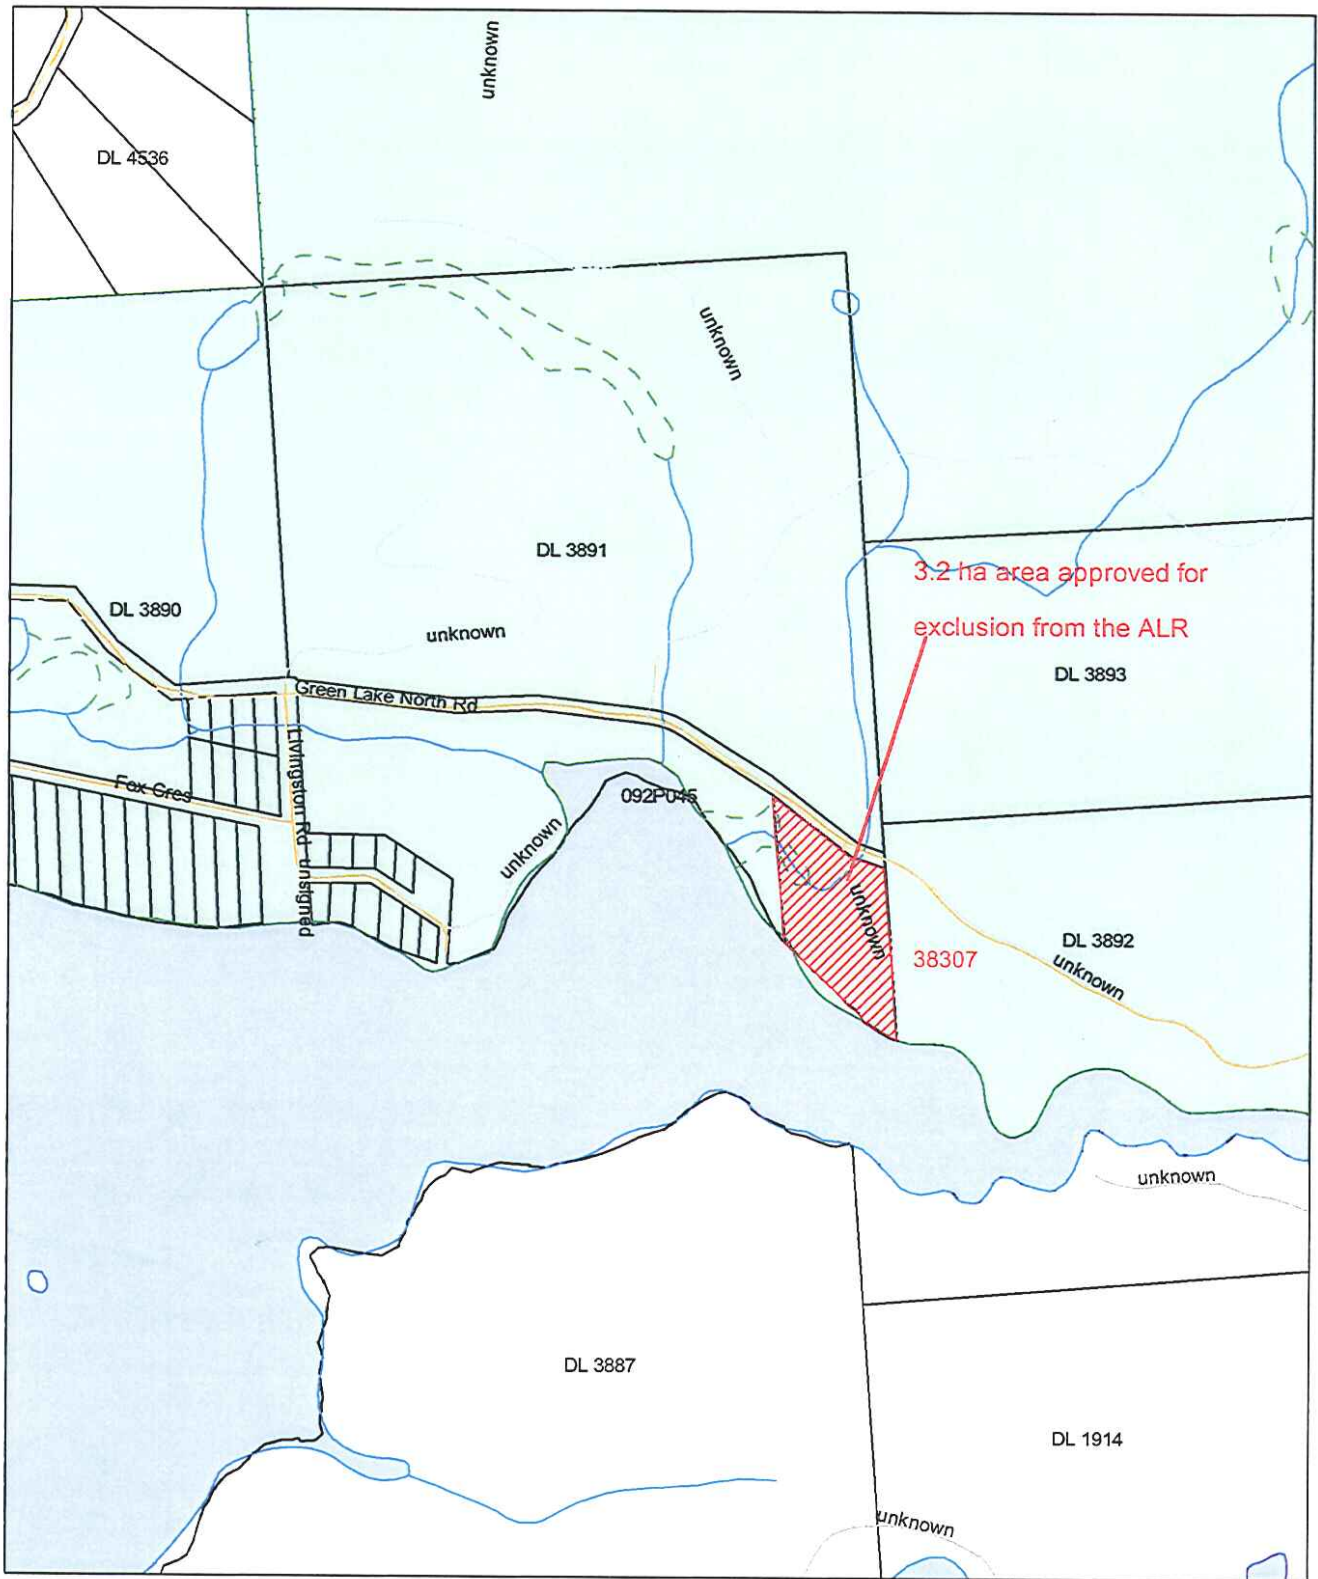 unknown
DL 4536
unknown
DL 3891
3.2 ha area approved for
exclusion from the ALR
DL 3890
unknown
DL 3893
Green Lake North Rd
Livingston Rd unsigned
Fox Cres
092P045
unknown
unknown
DL 3892
38307
unknown
unknown
DL 3887
DL 1914
unknown